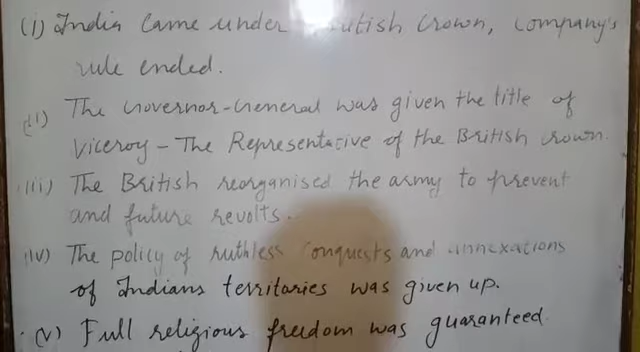 (i) India came under British Crown, Company's
rule ended.
(ii) The Governor-General was given the title of
Viceroy - The Representative of the British crown.
(iii) The British reorganised the army to prevent
and future revolts.
(iv) The policy of ruthless conquests and annexations
of Indians territories was given up.
(v) Full religious freedom was guaranteed.